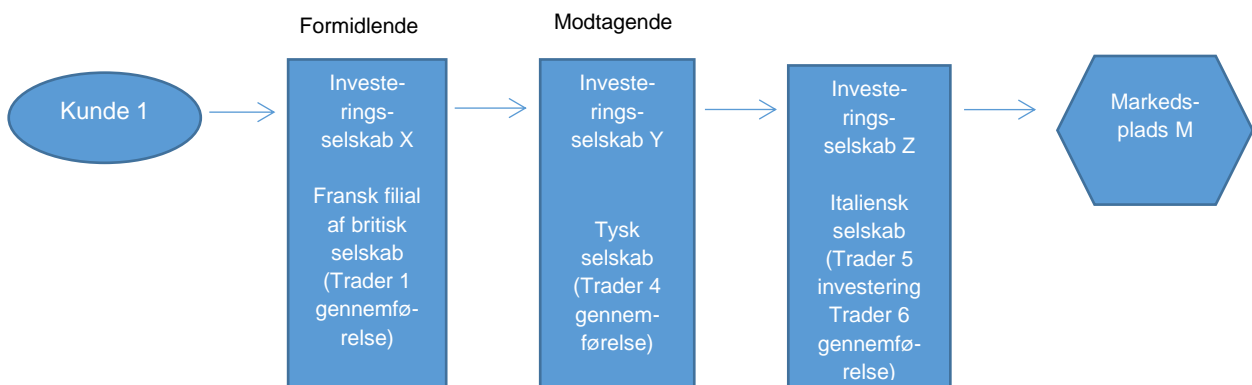 Formidlende
Modtagende
Kunde 1
Investe-
rings-
selskab X
Fransk filial
af britisk
selskab
(Trader 1
gennemfø-
relse)
Investe-
rings-
selskab Y
Tysk
selskab
(Trader 4
gennem-
førelse)
Investe-
rings-
selskab Z
Italiensk
selskab
(Trader 5
investering
Trader 6
gennemfø-
relse)
Markeds-
plads M